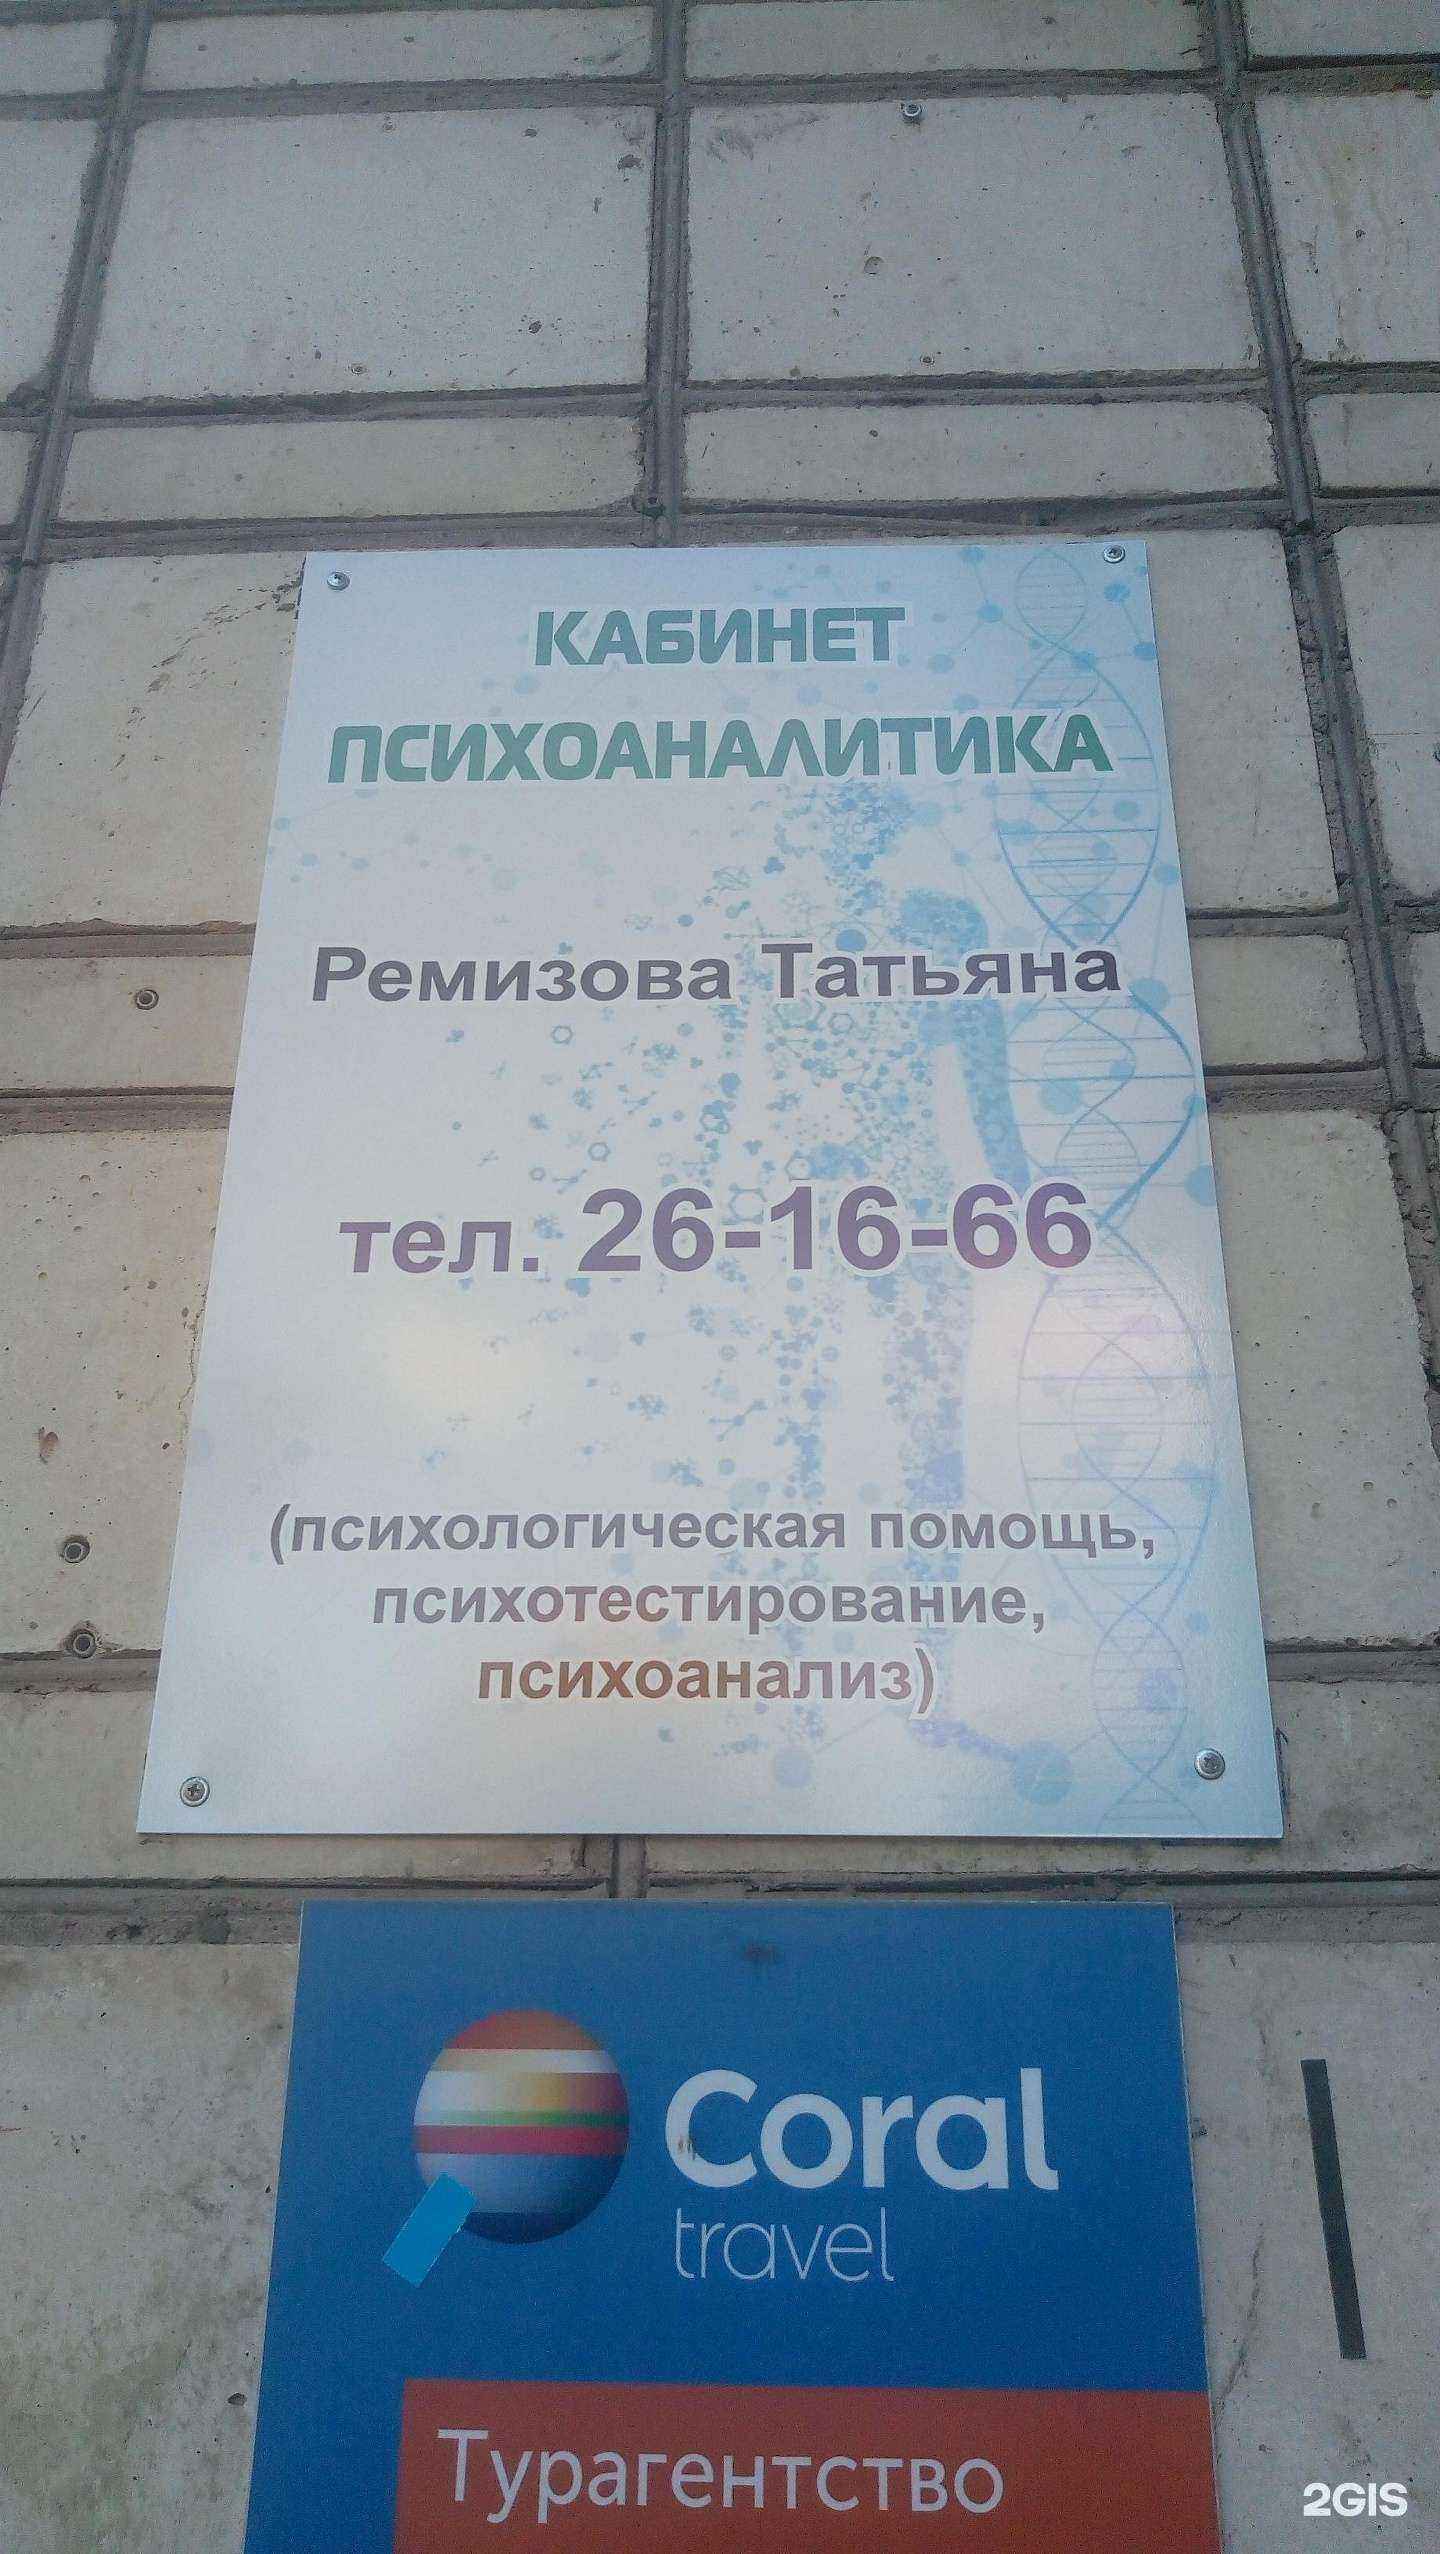 КАБИНЕТ
ПСИХОАНАЛИТИКА
Ремизова Татьяна
тел. 26-16-66
(психологическая помощь,
психотестирование,
психоанализ)
Coral
travel
Турагентство
2GIS